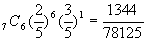 ₇C₆(2/5)⁶(3/5)¹ = 1344/78125